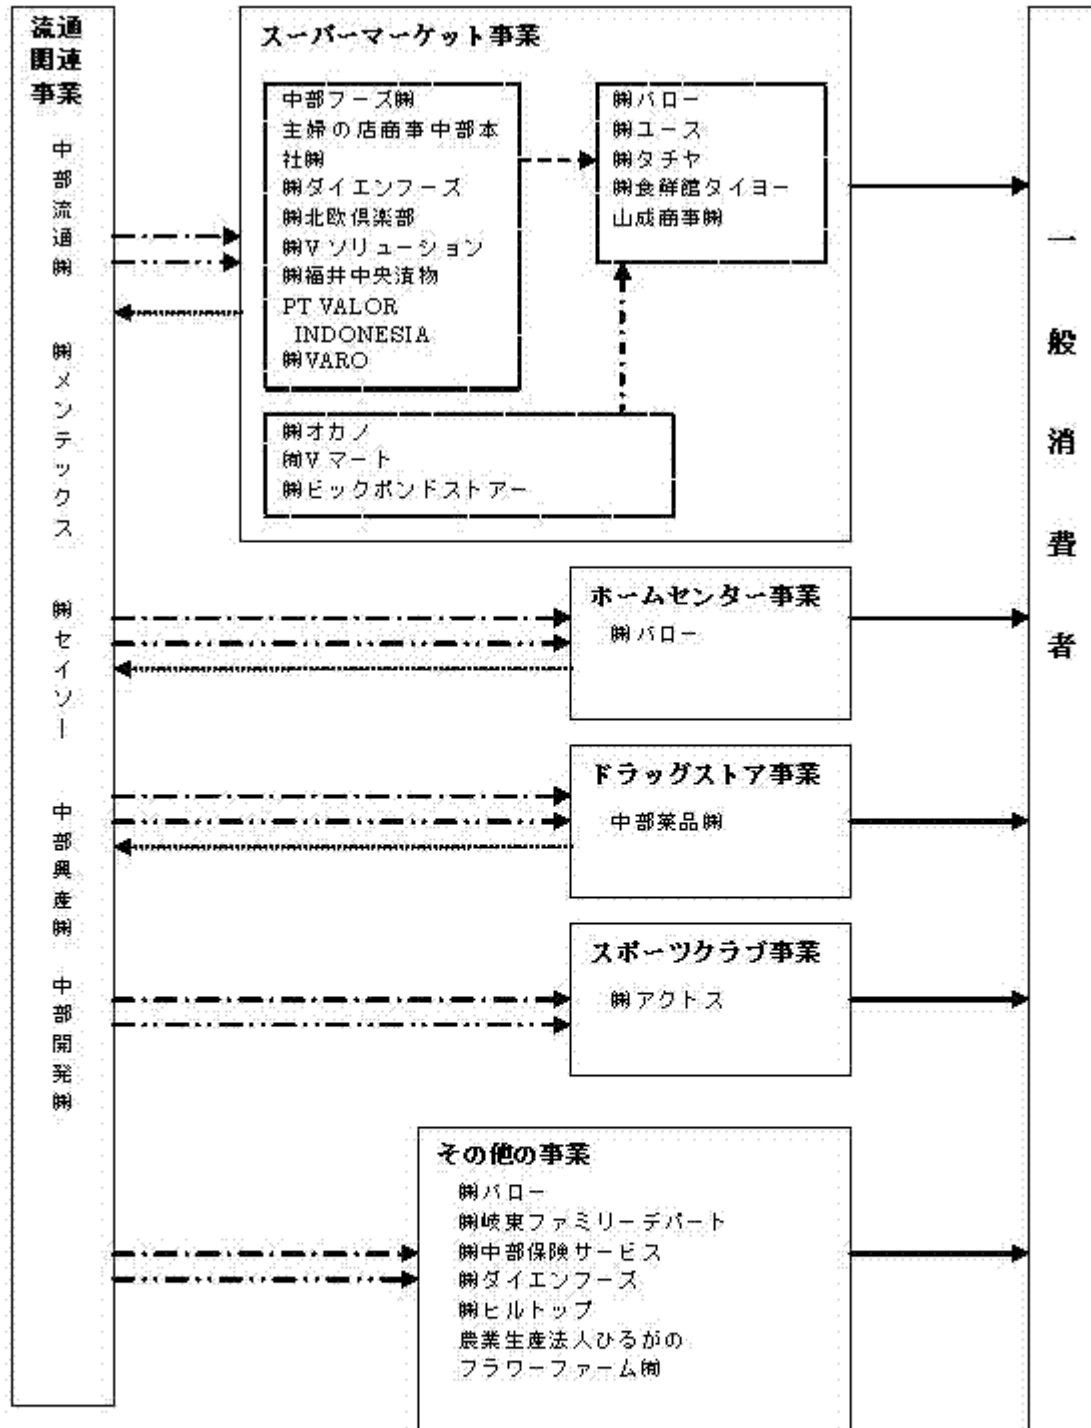 流通
関連
事業
中部流通㈱
㈱メンテックス
㈱セイソー
中部興産㈱
中部開発㈱
スーパーマーケット事業
中部フーズ㈱
主婦の店商事中部本
社㈱
㈱ダイエンフーズ
㈱北欧倶楽部
㈱Vソリューション
㈱福井中央漬物
PT VALOR
INDONESIA
㈱VARO
㈱バロー
㈱ユース
㈱タチヤ
㈱食鮮館タイヨー
山成商事㈱
㈱オカノ
㈲Vマート
㈱ビックポンドストアー
ホームセンター事業
㈱バロー
ドラッグストア事業
中部薬品㈱
スポーツクラブ事業
㈱アクトス
その他の事業
㈱バロー
㈱岐東ファミリーデパート
㈱中部保険サービス
㈱ダイエンフーズ
㈱ヒルトップ
農業生産法人ひるがの
フラワーファーム㈲
一般消費者